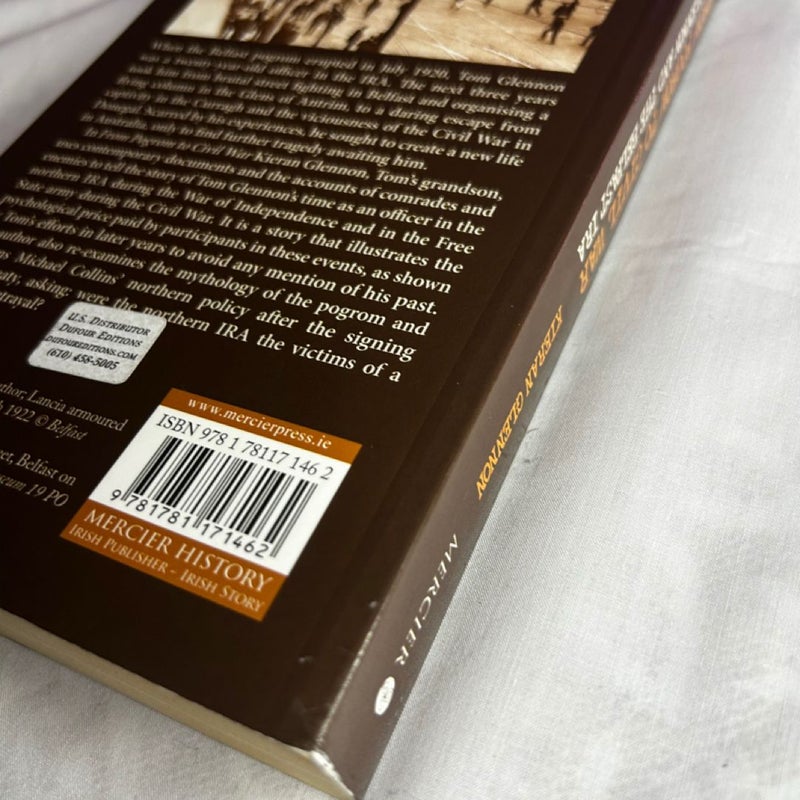 When the Belfast pogrom erupted in July 1920, Tom Glennon
was a twenty- officer in the IRA. The next three years
took him from brutal street fighting in Belfast and organising a
flying column in the Glens of Antrim, to a daring escape from
in the Curragh and the viciousness of the Civil War in
Donegal. Scarred by his experiences, he sought to create a new life
in Australia, only to find further tragedy awaiting him.
In From Pogrom to Civil War Kieran Glennon, Tom's grandson,
uses contemporary documents and the accounts of comrades and
enemies to tell the story of Tom Glennon's time as an officer in the
northern IRA during the War of Independence and in the Free
State army during the Civil War. It is a story that illustrates the
psychological price paid by participants in these events, as shown
Tom's efforts in later years to avoid any mention of his past.
author also re-examines the mythology of the pogrom and
Michael Collins' northern policy after the signing
asking: were the northern IRA the victims of a
U.S. Distributor
Dufour Editions
dufoureditions.com
(610) 458-5005
Lancia armoured
1922 © Belfast
Belfast on
19 PO
www.mercierpress.ie
ISBN 978 1 78117 146 2
9 781781 171462
MERCIER HISTORY
Irish Publisher - Irish Story
CIVIL WAR
AND THE BELFAST IRA
KIERAN GLENNON
MERCIER